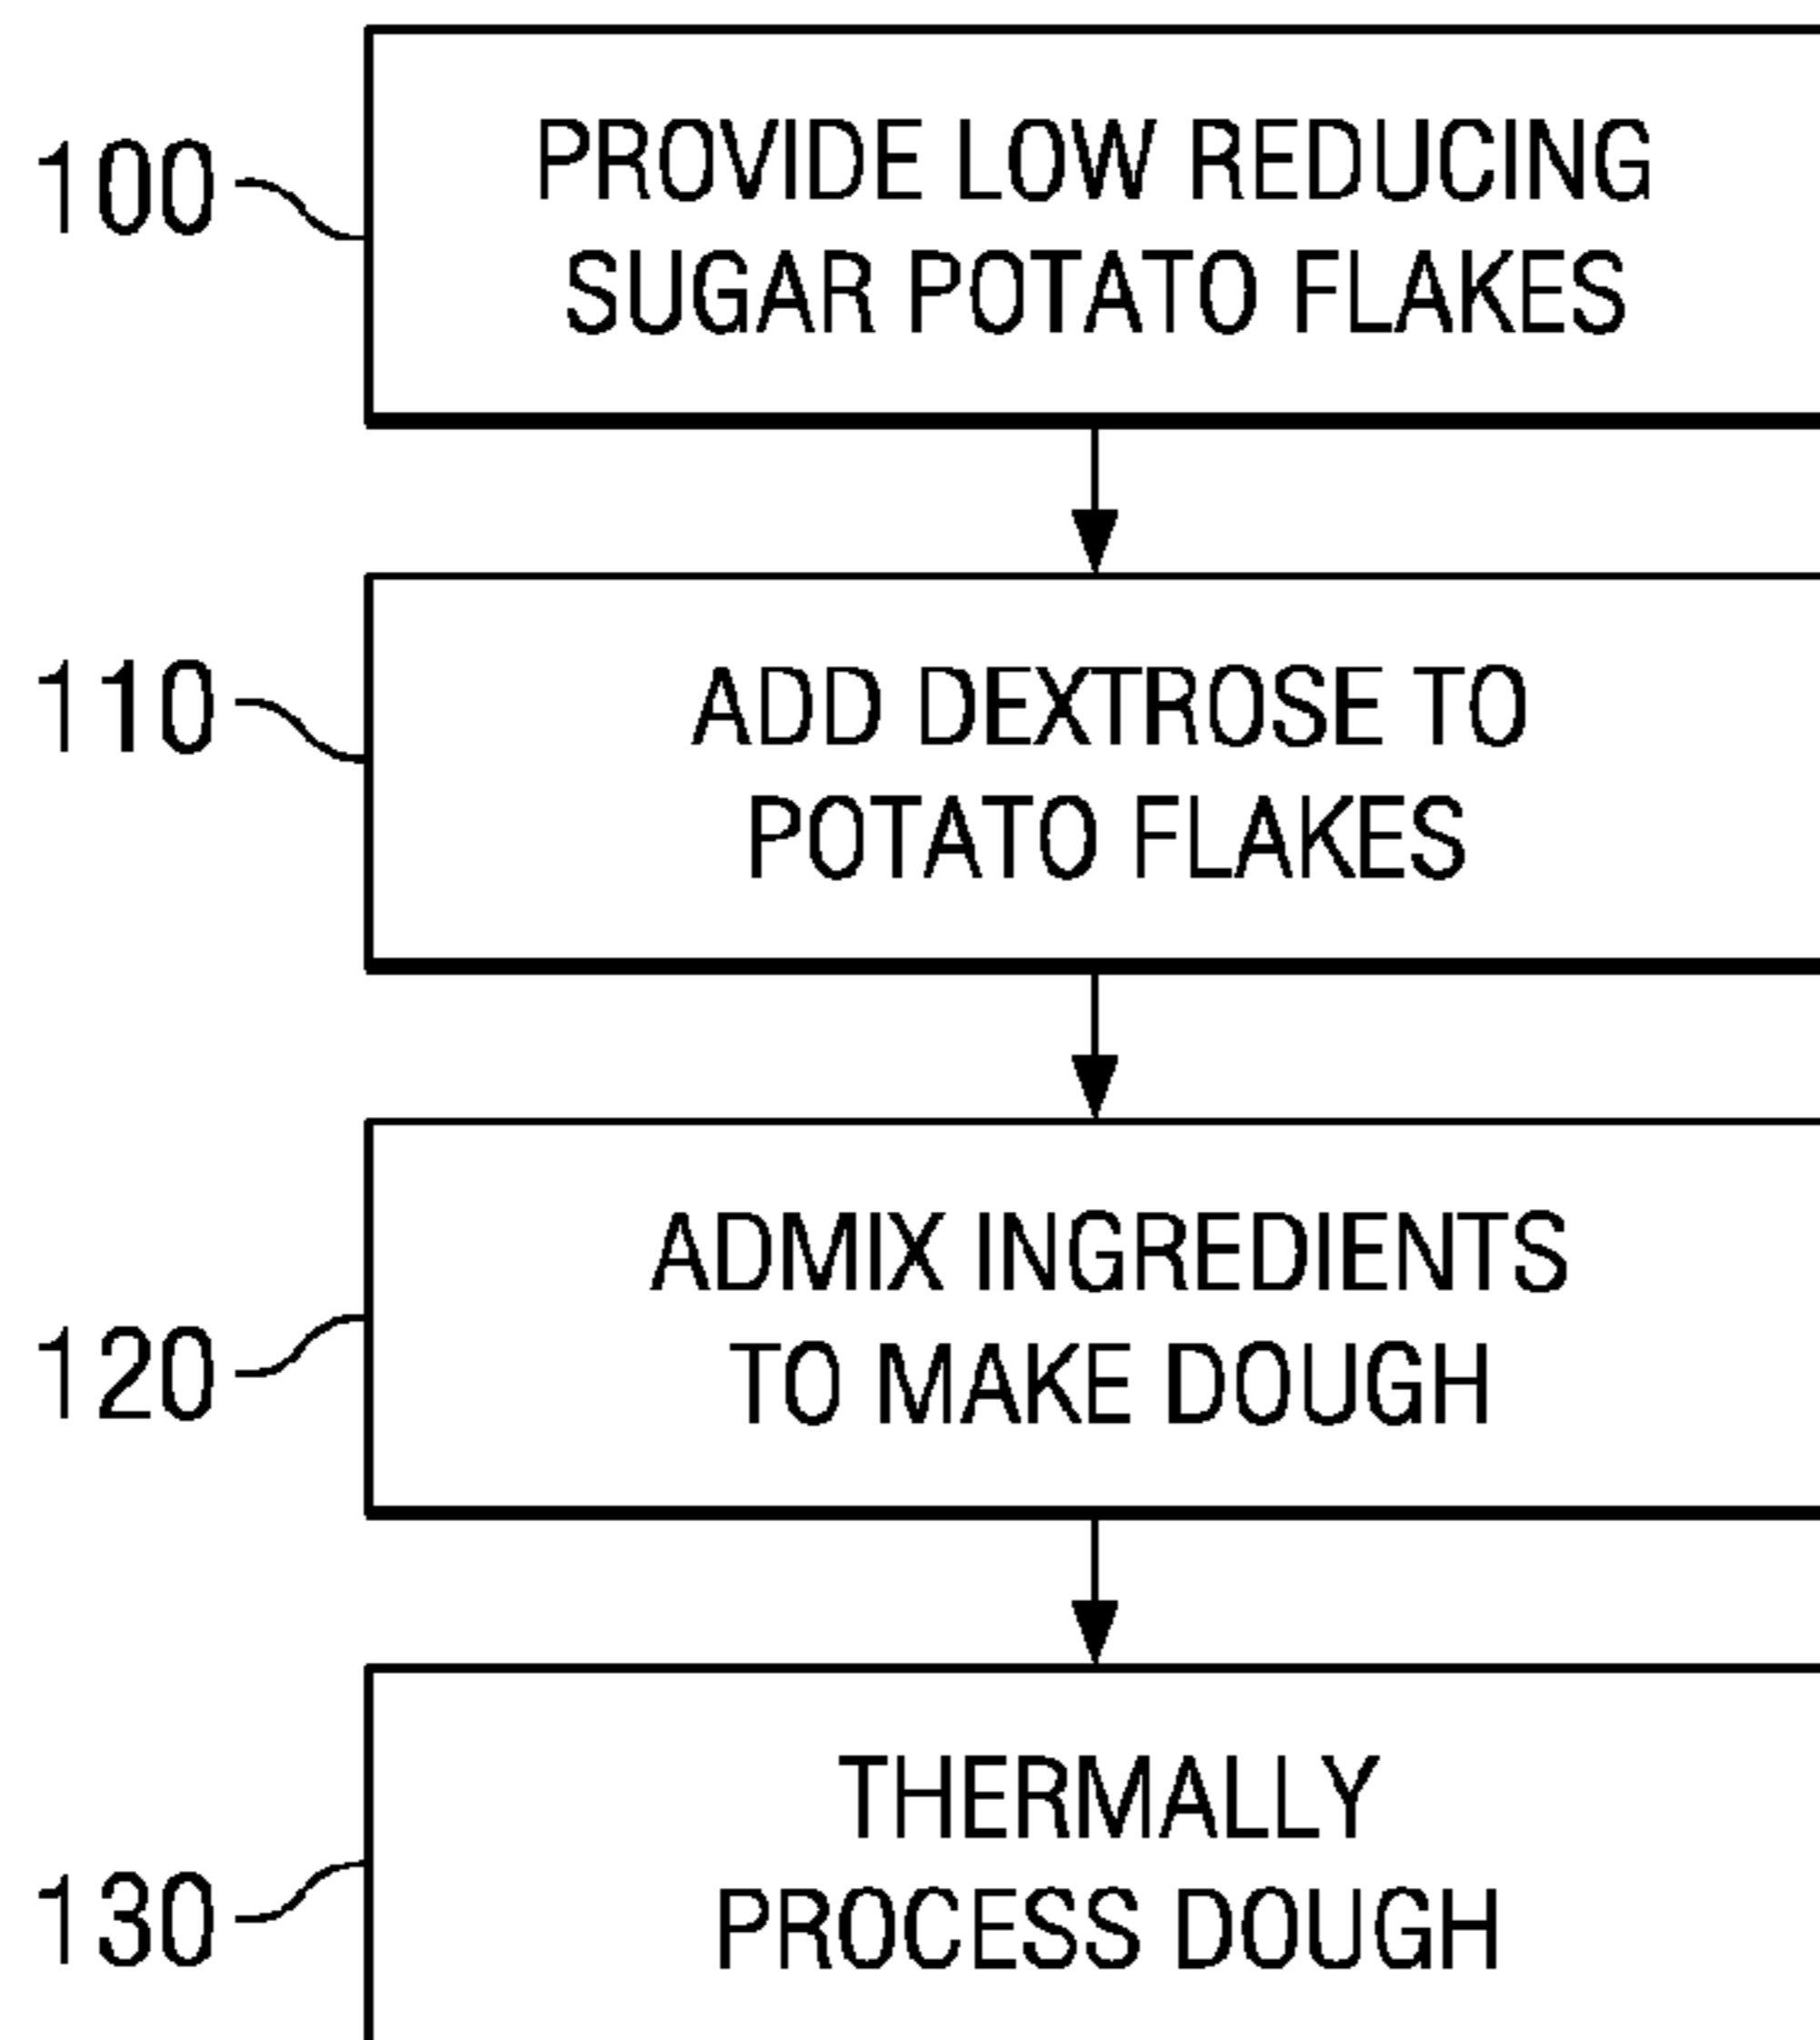 100
PROVIDE LOW REDUCING
SUGAR POTATO FLAKES
110
ADD DEXTROSE TO
POTATO FLAKES
120
ADMIX INGREDIENTS
TO MAKE DOUGH
130
THERMALLY
PROCESS DOUGH